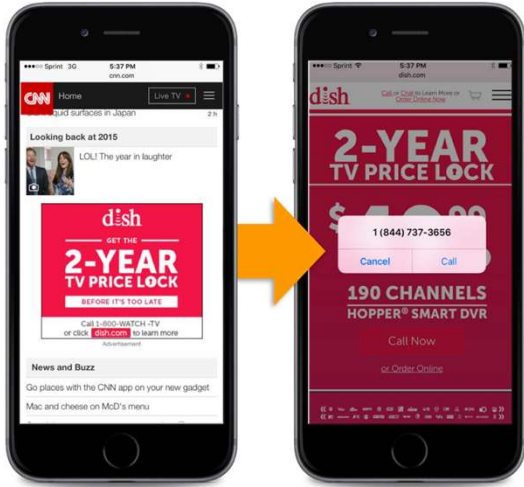 Sprint 3G 5:37 PM
cnn.com
CNN Home Live TV
quid surfaces in Japan 2 h
Looking back at 2015
LOL! The year in laughter
dish
GET THE
2-YEAR
TV PRICE LOCK
BEFORE IT'S TOO LATE
Call 1-800-WATCH -TV
or click dish.com to learn more
Advertisement
News and Buzz
Go places with the CNN app on your new gadget
Mac and cheese on McD's menu
Sprint 5:37 PM
dish.com
dish
Call or Chat to Learn More or
Order Online Now
2-YEAR
TV PRICE LOCK
$ 99
1 (844) 737-3656
Cancel Call
190 CHANNELS
HOPPER® SMART DVR
Call Now
or Order Online